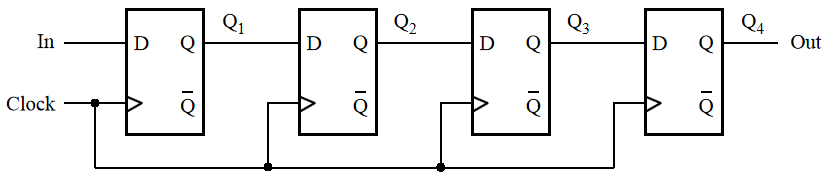 Q₁ Q₂ Q₃ Q₄
In D Q D Q D Q D Q Out
Clock Q̅ Q̅ Q̅ Q̅